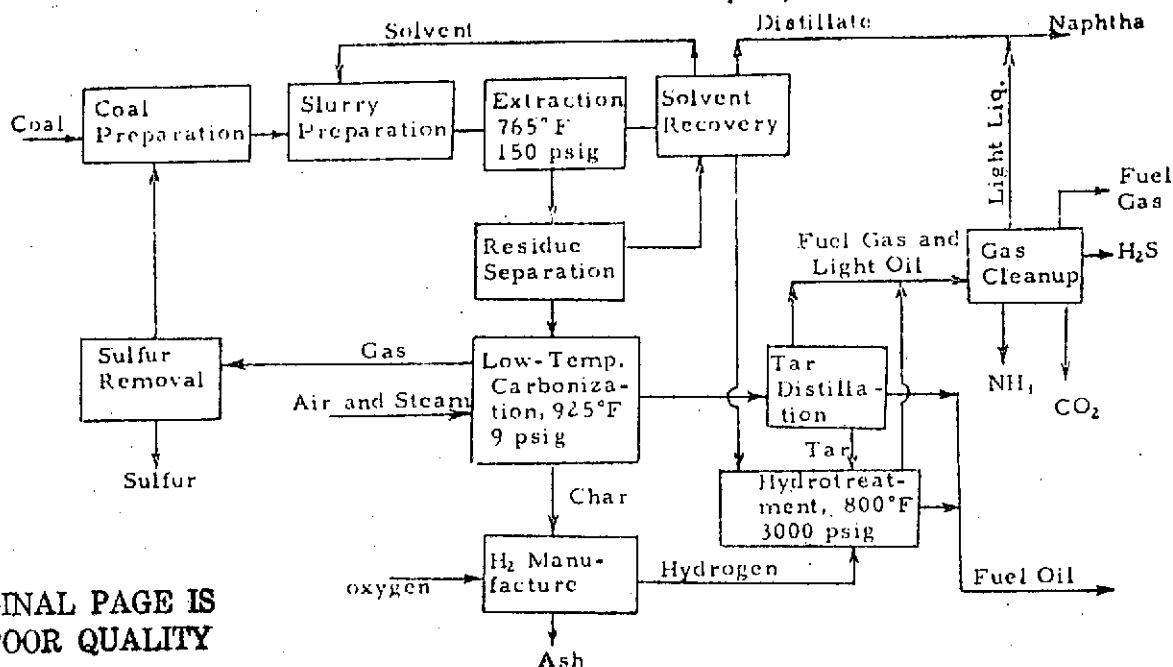 Solvent
Distillate
Naphtha
Coal
Coal
Preparation
Slurry
Preparation
Extraction
765°F
150 psig
Solvent
Recovery
Light Liq.
Fuel
Gas
Residue
Separation
Fuel Gas and
Light Oil
Gas
Cleanup
H₂S
Sulfur
Removal
Gas
Low-Temp.
Carboniza-
tion, 925°F
9 psig
Air and Steam
Tar
Distilla-
tion
NH₃
CO₂
Sulfur
Tar
Char
Hydrotreat-
ment, 800°F
3000 psig
oxygen
H₂ Manu-
facture
Hydrogen
Fuel Oil
GINAL PAGE IS
POOR QUALITY
Ash